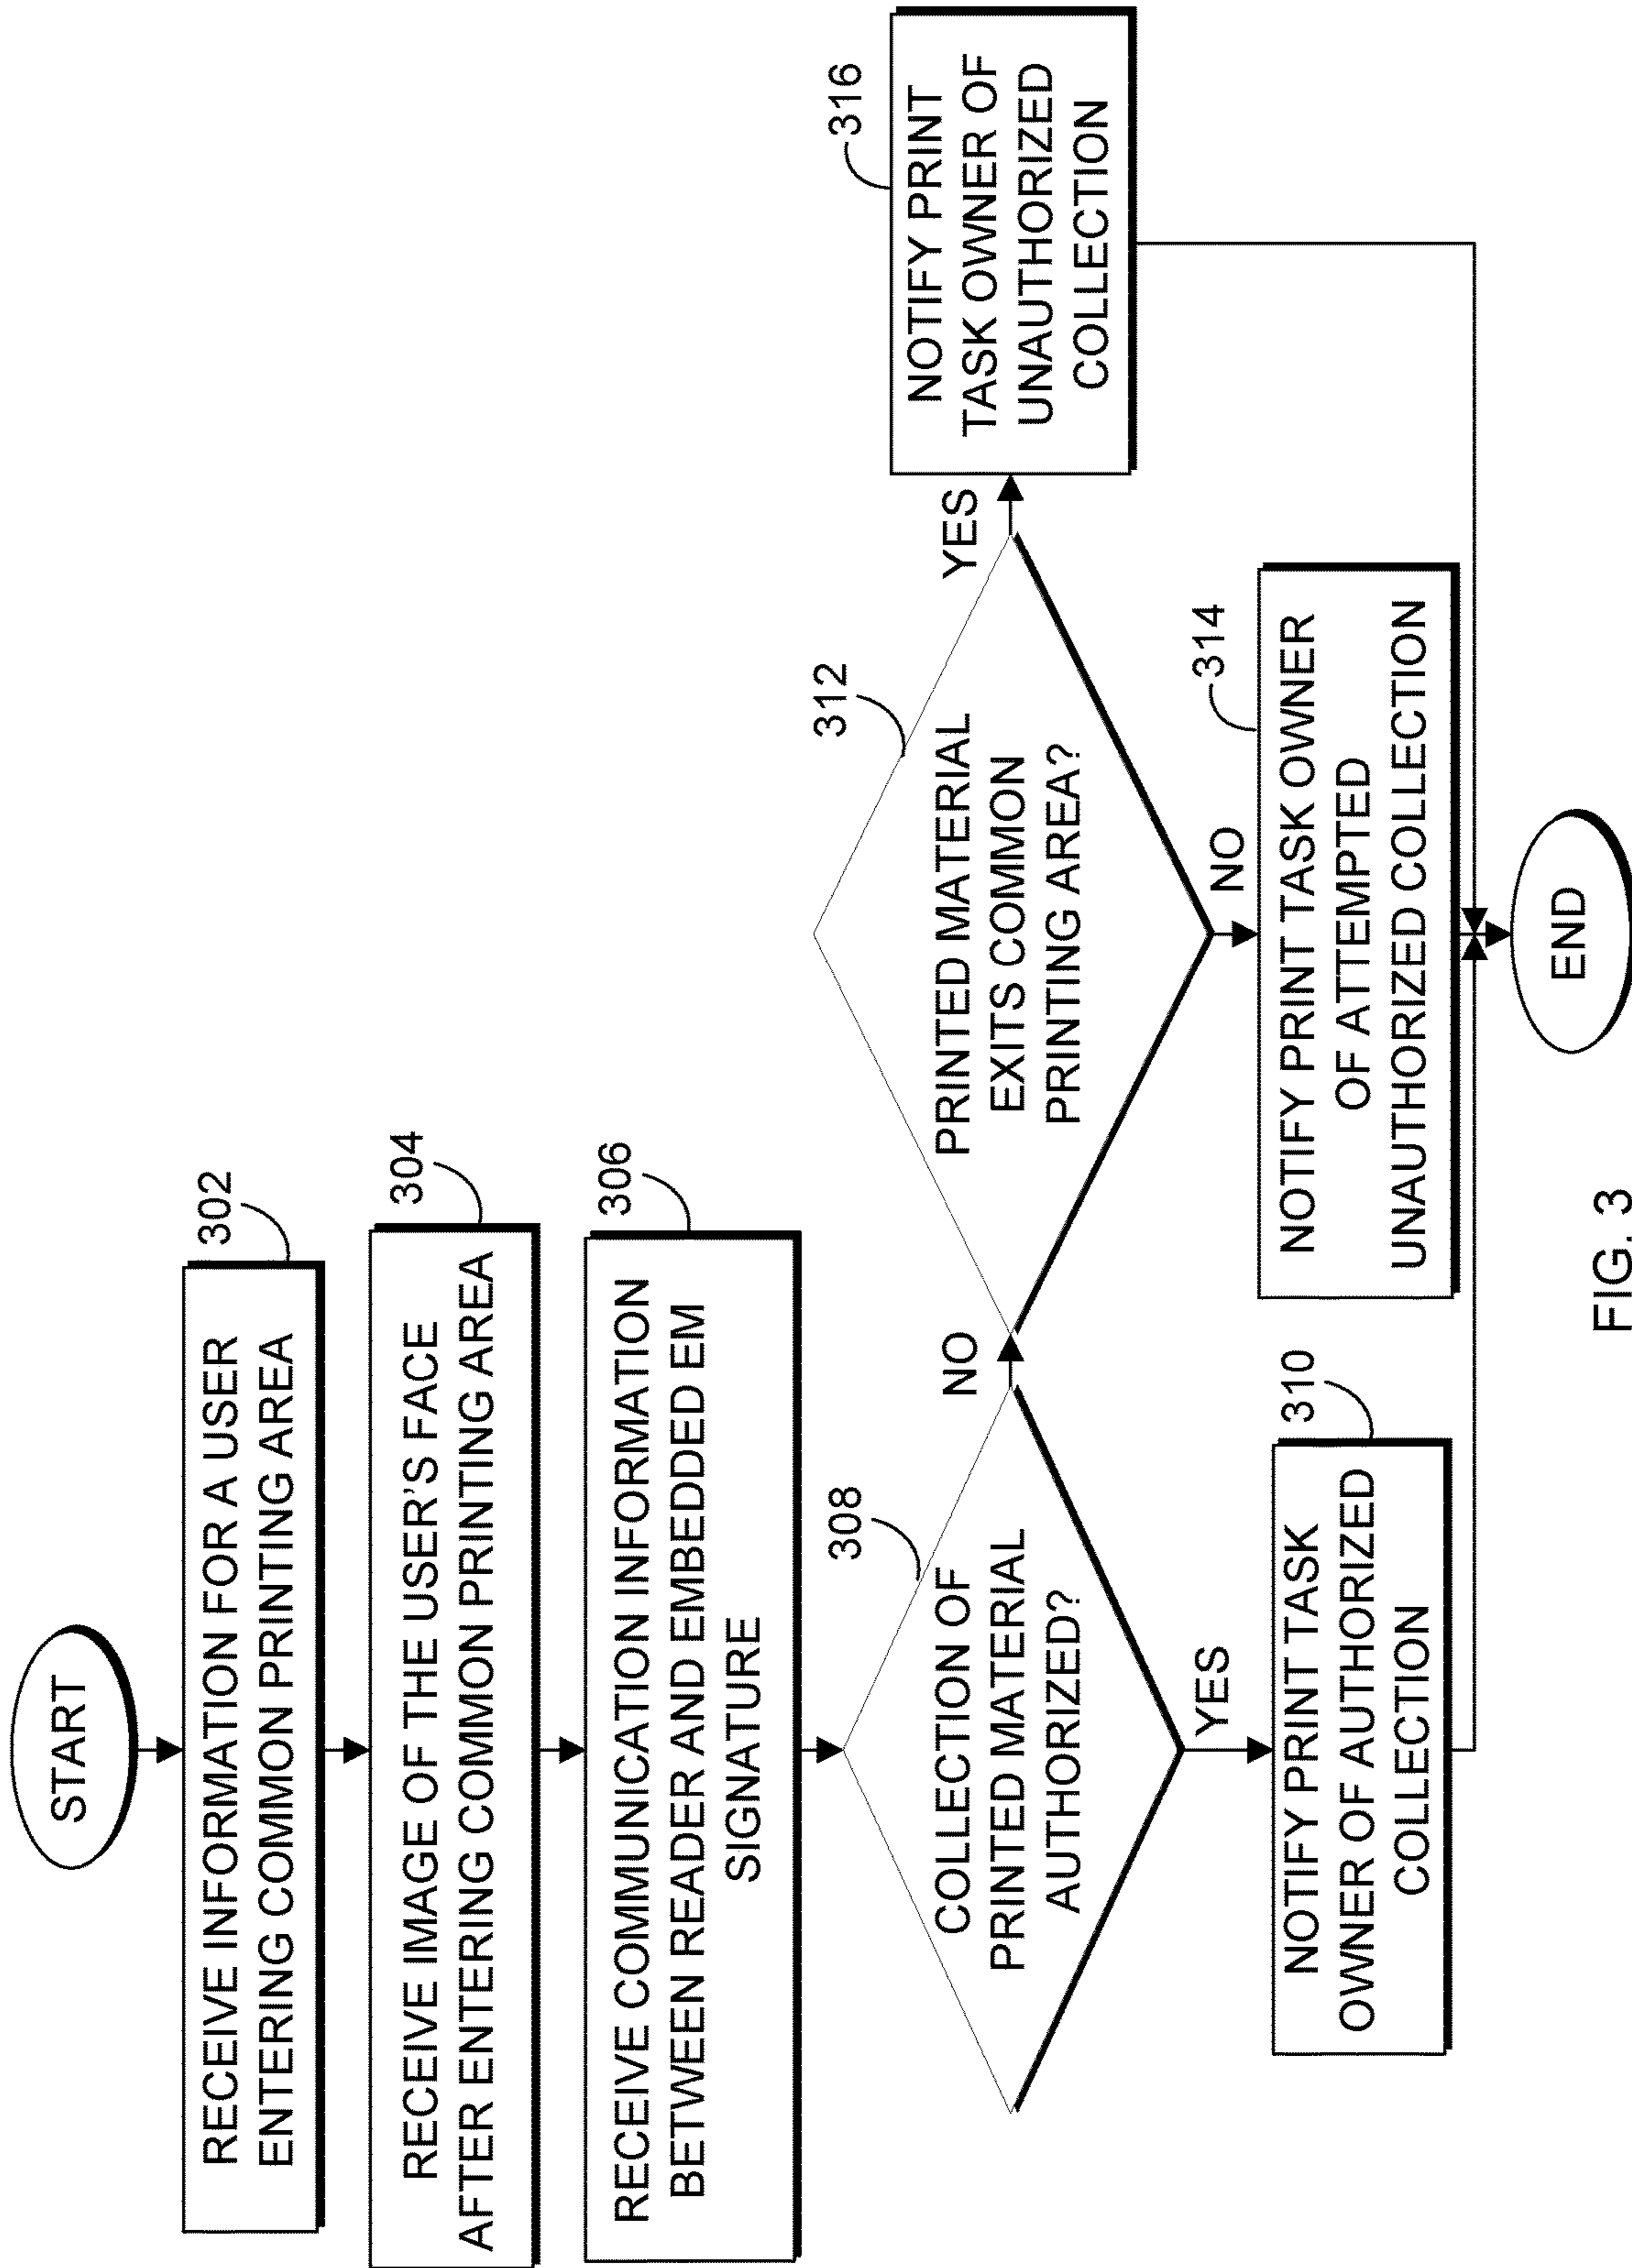 START
302
RECEIVE INFORMATION FOR A USER
ENTERING COMMON PRINTING AREA
304
RECEIVE IMAGE OF THE USER'S FACE
AFTER ENTERING COMMON PRINTING AREA
306
RECEIVE COMMUNICATION INFORMATION
BETWEEN READER AND EMBEDDED EM
SIGNATURE
308
COLLECTION OF
PRINTED MATERIAL
AUTHORIZED?
NO
YES
310
NOTIFY PRINT TASK
OWNER OF AUTHORIZED
COLLECTION
312
PRINTED MATERIAL
EXITS COMMON
PRINTING AREA?
YES
NO
314
NOTIFY PRINT TASK OWNER
OF ATTEMPTED
UNAUTHORIZED COLLECTION
316
NOTIFY PRINT
TASK OWNER OF
UNAUTHORIZED
COLLECTION
END
FIG. 3